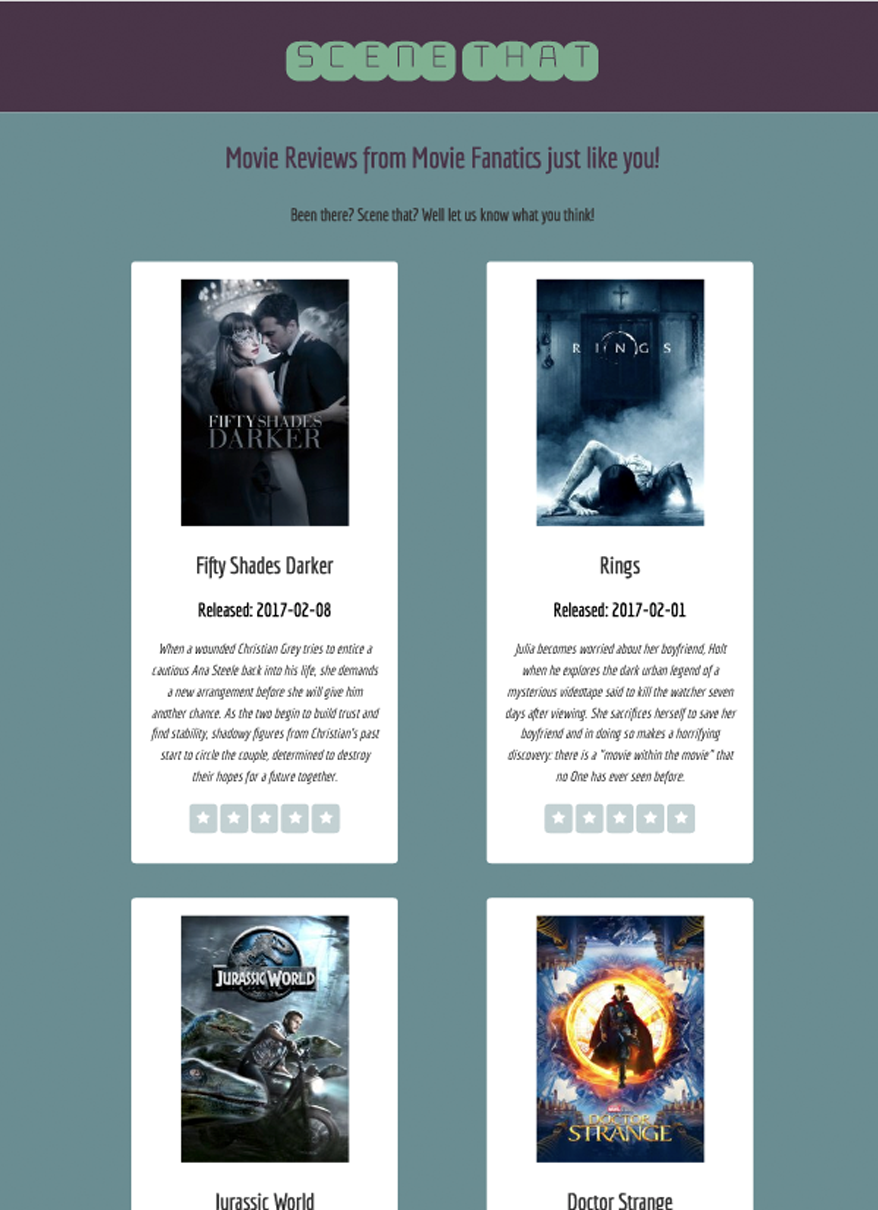 SCENE THAT
Movie Reviews from Movie Fanatics just like you!
Been there? Scene that? Well let us know what you think!
FIFTY SHADES
DARKER
Fifty Shades Darker
Released: 2017-02-08
When a wounded Christian Grey tries to entice a
cautious Ana Steele back into his life, she demands
a new arrangement before she will give him
another chance. As the two begin to build trust and
find stability, shadowy figures from Christian's past
start to circle the couple, determined to destroy
their hopes for a future together.
RINGS
Rings
Released: 2017-02-01
Julia becomes worried about her boyfriend, Holt
when he explores the dark urban legend of a
mysterious videotape said to kill the watcher seven
days after viewing. She sacrifices herself to save her
boyfriend and in doing so makes a horrifying
discovery: there is a "movie within the movie" that
no One has ever seen before.
JURASSIC WORLD
Jurassic World
DOCTOR
STRANGE
Doctor Strange